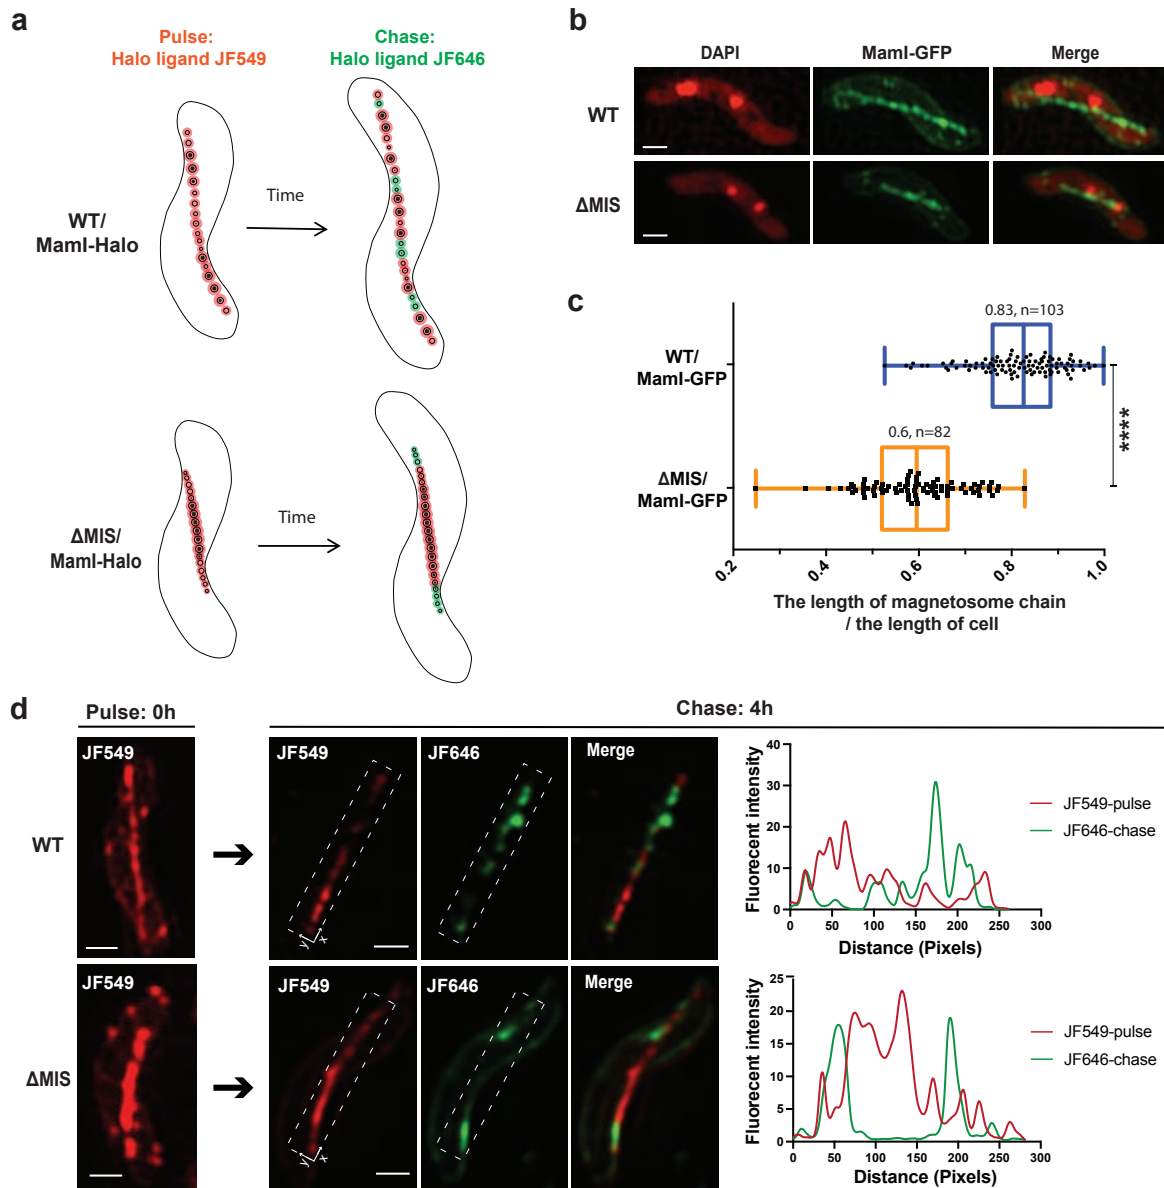 a
Pulse:
Halo ligand JF549
Chase:
Halo ligand JF646
WT/
MamI-Halo
Time
ΔMIS/
MamI-Halo
Time
b
DAPI
MamI-GFP
Merge
WT
ΔMIS
c
0.83, n=103
WT/
MamI-GFP
0.6, n=82
ΔMIS/
MamI-GFP
****
0.2
0.4
0.6
0.8
1.0
The length of magnetosome chain
/ the length of cell
d
Pulse: 0h
Chase: 4h
WT
JF549
JF549
JF646
Merge
y
x
Fluorecent intensity
40
30
20
10
0
0
50
100
150
200
250
300
Distance (Pixels)
JF549-pulse
JF646-chase
ΔMIS
JF549
JF549
JF646
Merge
y
x
Fluorecent intensity
25
20
15
10
5
0
0
50
100
150
200
250
300
Distance (Pixels)
JF549-pulse
JF646-chase